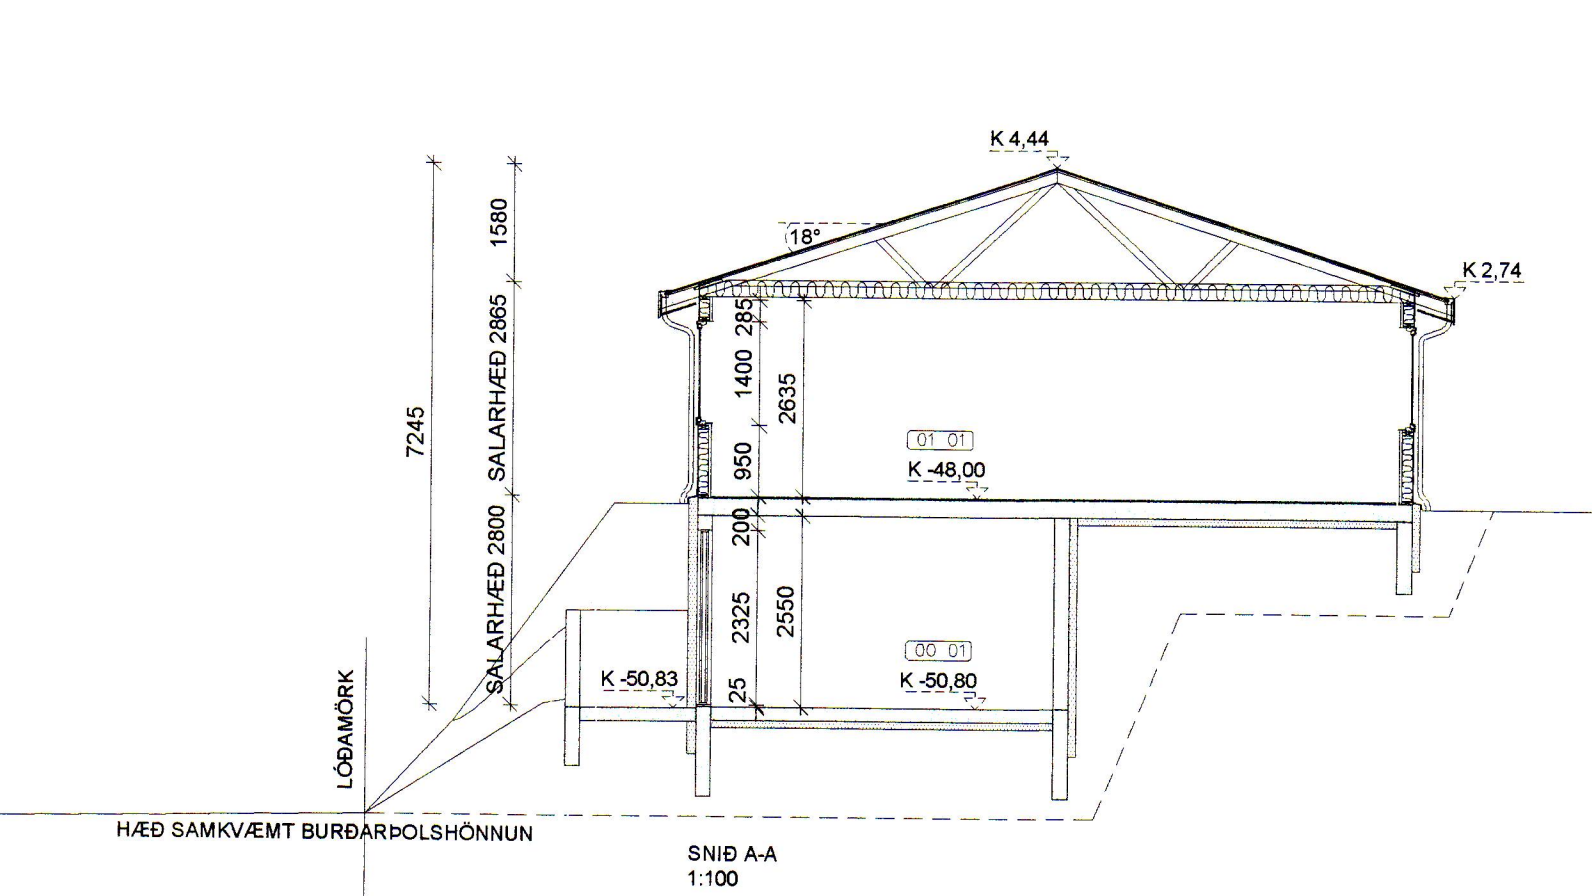 K 4,44
1580
18°
K 2,74
SALARHÆÐ 2865
285
1400
2635
7245
950
01 01
K -48,00
SALARHÆÐ 2800
200
2325
2550
00 01
K -50,83
25
K -50,80
LÓÐAMÖRK
HÆÐ SAMKVÆMT BURÐARÞOLSHÖNNUN
SNIÐ A-A
1:100